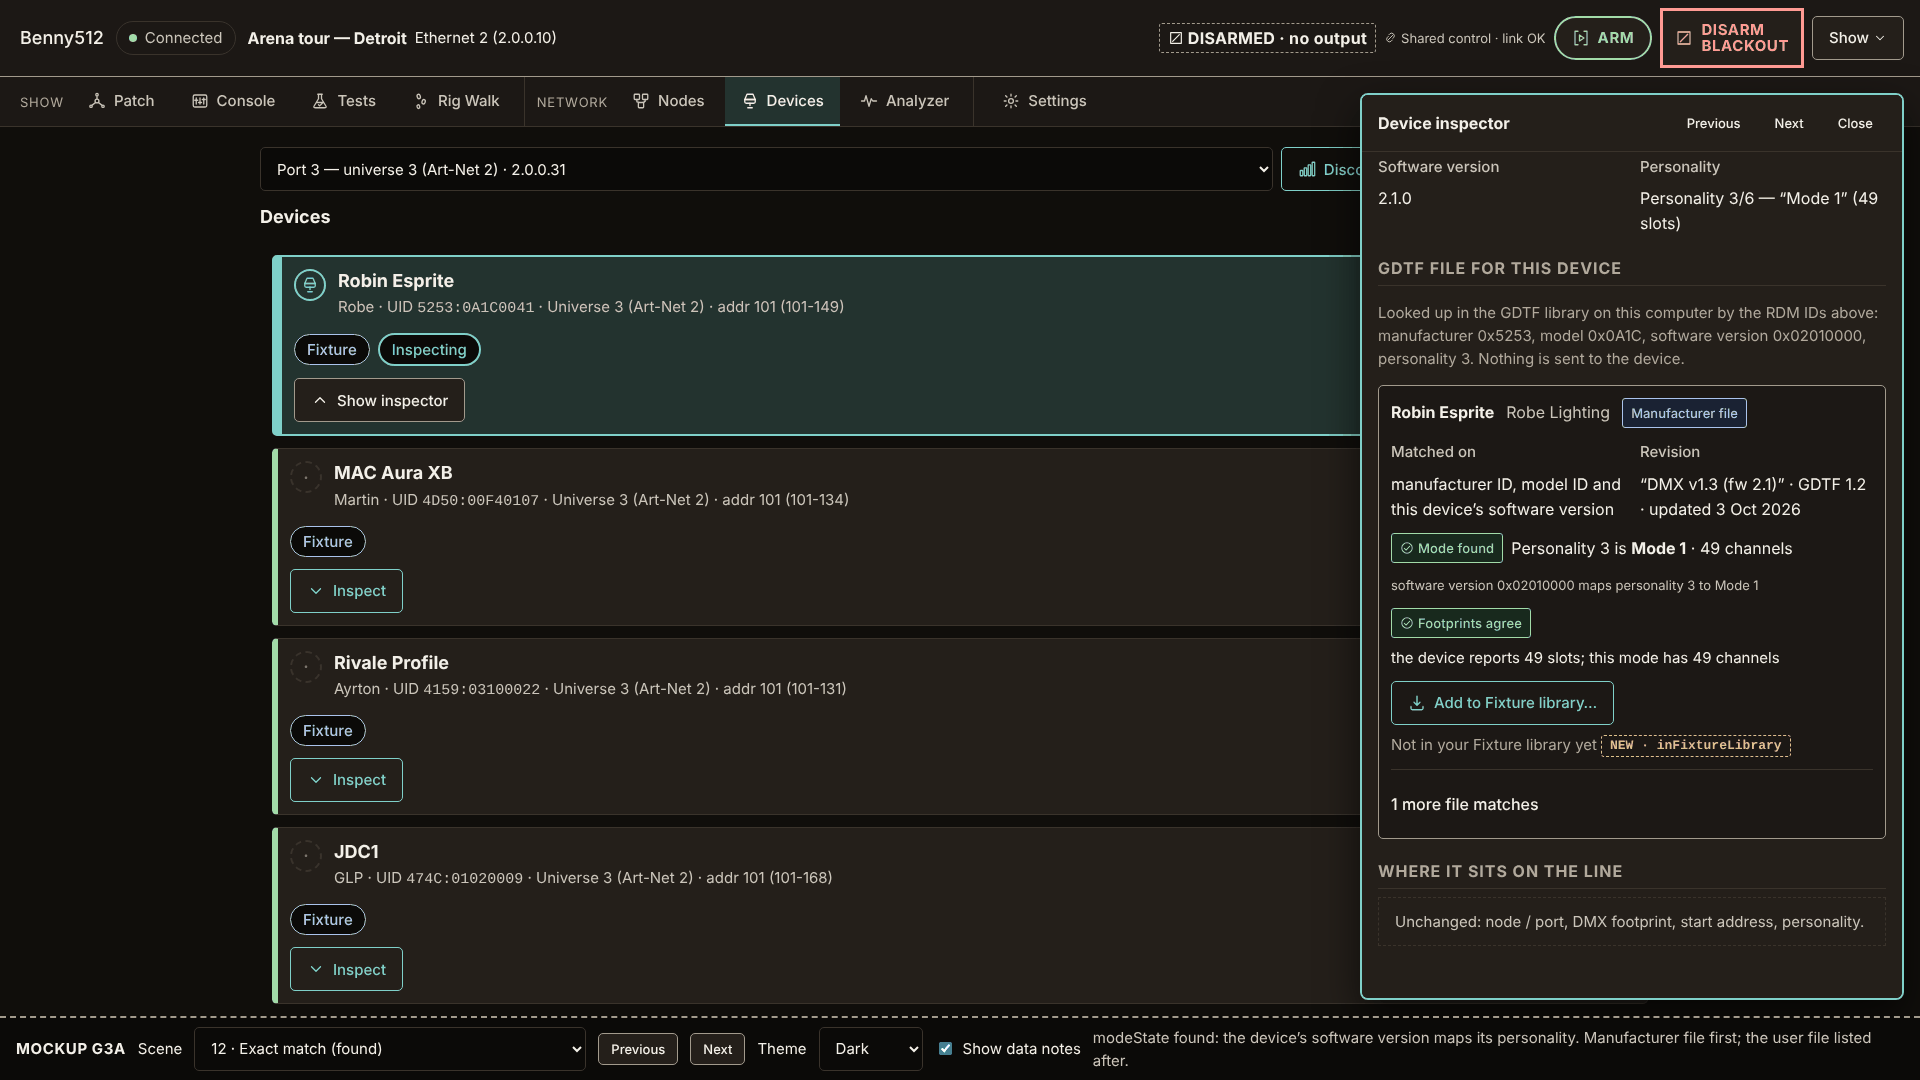 Benny512
Connected
Arena tour — Detroit
Ethernet 2 (2.0.0.10)
DISARMED · no output
Shared control · link OK
ARM
DISARM
BLACKOUT
Show
SHOW
Patch
Console
Tests
Rig Walk
NETWORK
Nodes
Devices
Analyzer
Settings
Port 3 — universe 3 (Art-Net 2) · 2.0.0.31
Disco
Devices
Robin Esprite
Robe · UID 5253:0A1C0041 · Universe 3 (Art-Net 2) · addr 101 (101-149)
Fixture
Inspecting
Show inspector
MAC Aura XB
Martin · UID 4D50:00F40107 · Universe 3 (Art-Net 2) · addr 101 (101-134)
Fixture
Inspect
Rivale Profile
Ayrton · UID 4159:03100022 · Universe 3 (Art-Net 2) · addr 101 (101-131)
Fixture
Inspect
JDC1
GLP · UID 474C:01020009 · Universe 3 (Art-Net 2) · addr 101 (101-168)
Fixture
Inspect
Device inspector
Previous
Next
Close
Software version
Personality
2.1.0
Personality 3/6 — “Mode 1” (49
slots)
GDTF FILE FOR THIS DEVICE
Looked up in the GDTF library on this computer by the RDM IDs above:
manufacturer 0x5253, model 0x0A1C, software version 0x02010000,
personality 3. Nothing is sent to the device.
Robin Esprite
Robe Lighting
Manufacturer file
Matched on
Revision
manufacturer ID, model ID and
this device’s software version
“DMX v1.3 (fw 2.1)” · GDTF 1.2
· updated 3 Oct 2026
Mode found
Personality 3 is Mode 1 · 49 channels
software version 0x02010000 maps personality 3 to Mode 1
Footprints agree
the device reports 49 slots; this mode has 49 channels
Add to Fixture library…
Not in your Fixture library yet
NEW · inFixtureLibrary
1 more file matches
WHERE IT SITS ON THE LINE
Unchanged: node / port, DMX footprint, start address, personality.
MOCKUP G3A
Scene
12 · Exact match (found)
Previous
Next
Theme
Dark
Show data notes
modeState found: the device’s software version maps its personality. Manufacturer file first; the user file listed
after.